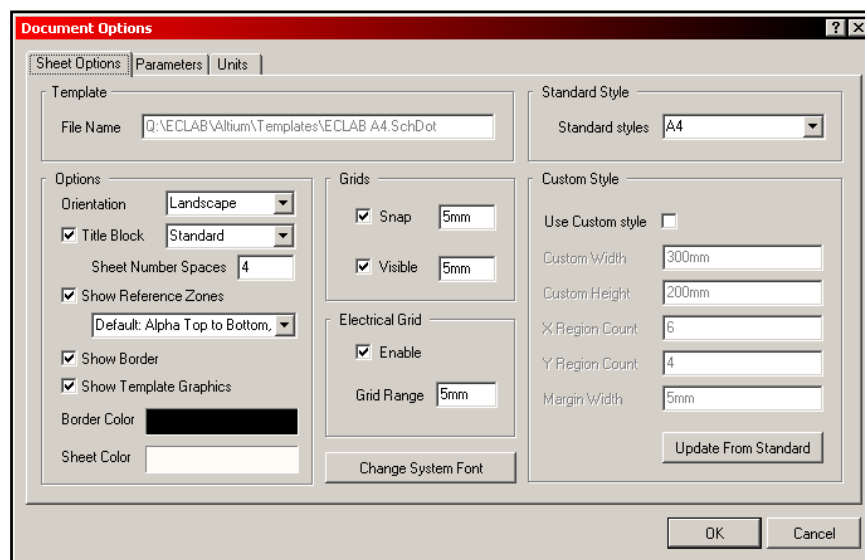 Document Options
? X
Sheet Options Parameters Units
Template
File Name Q:\ECLAB\Altium\Templates\ECLAB A4.SchDot
Standard Style
Standard styles A4
Options
Orientation Landscape
Title Block Standard
Sheet Number Spaces 4
Show Reference Zones
Default: Alpha Top to Bottom,
Show Border
Show Template Graphics
Border Color
Sheet Color
Grids
Snap 5mm
Visible 5mm
Electrical Grid
Enable
Grid Range 5mm
Change System Font
Custom Style
Use Custom style
Custom Width 300mm
Custom Height 200mm
X Region Count 6
Y Region Count 4
Margin Width 5mm
Update From Standard
OK Cancel